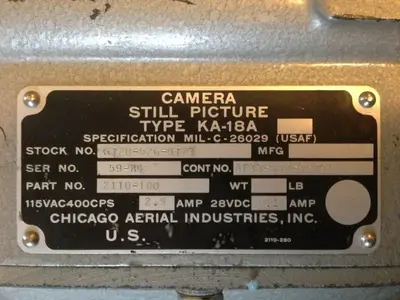 CAMERA
STILL PICTURE
TYPE KA-18A
SPECIFICATION MIL-C-26029 (USAF)
STOCK NO. MFG
SER NO. CONT NO.
PART NO. 2110-100 WT LB
115VAC400CPS AMP 28VDC AMP
CHICAGO AERIAL INDUSTRIES, INC.
U.S.
2110-280